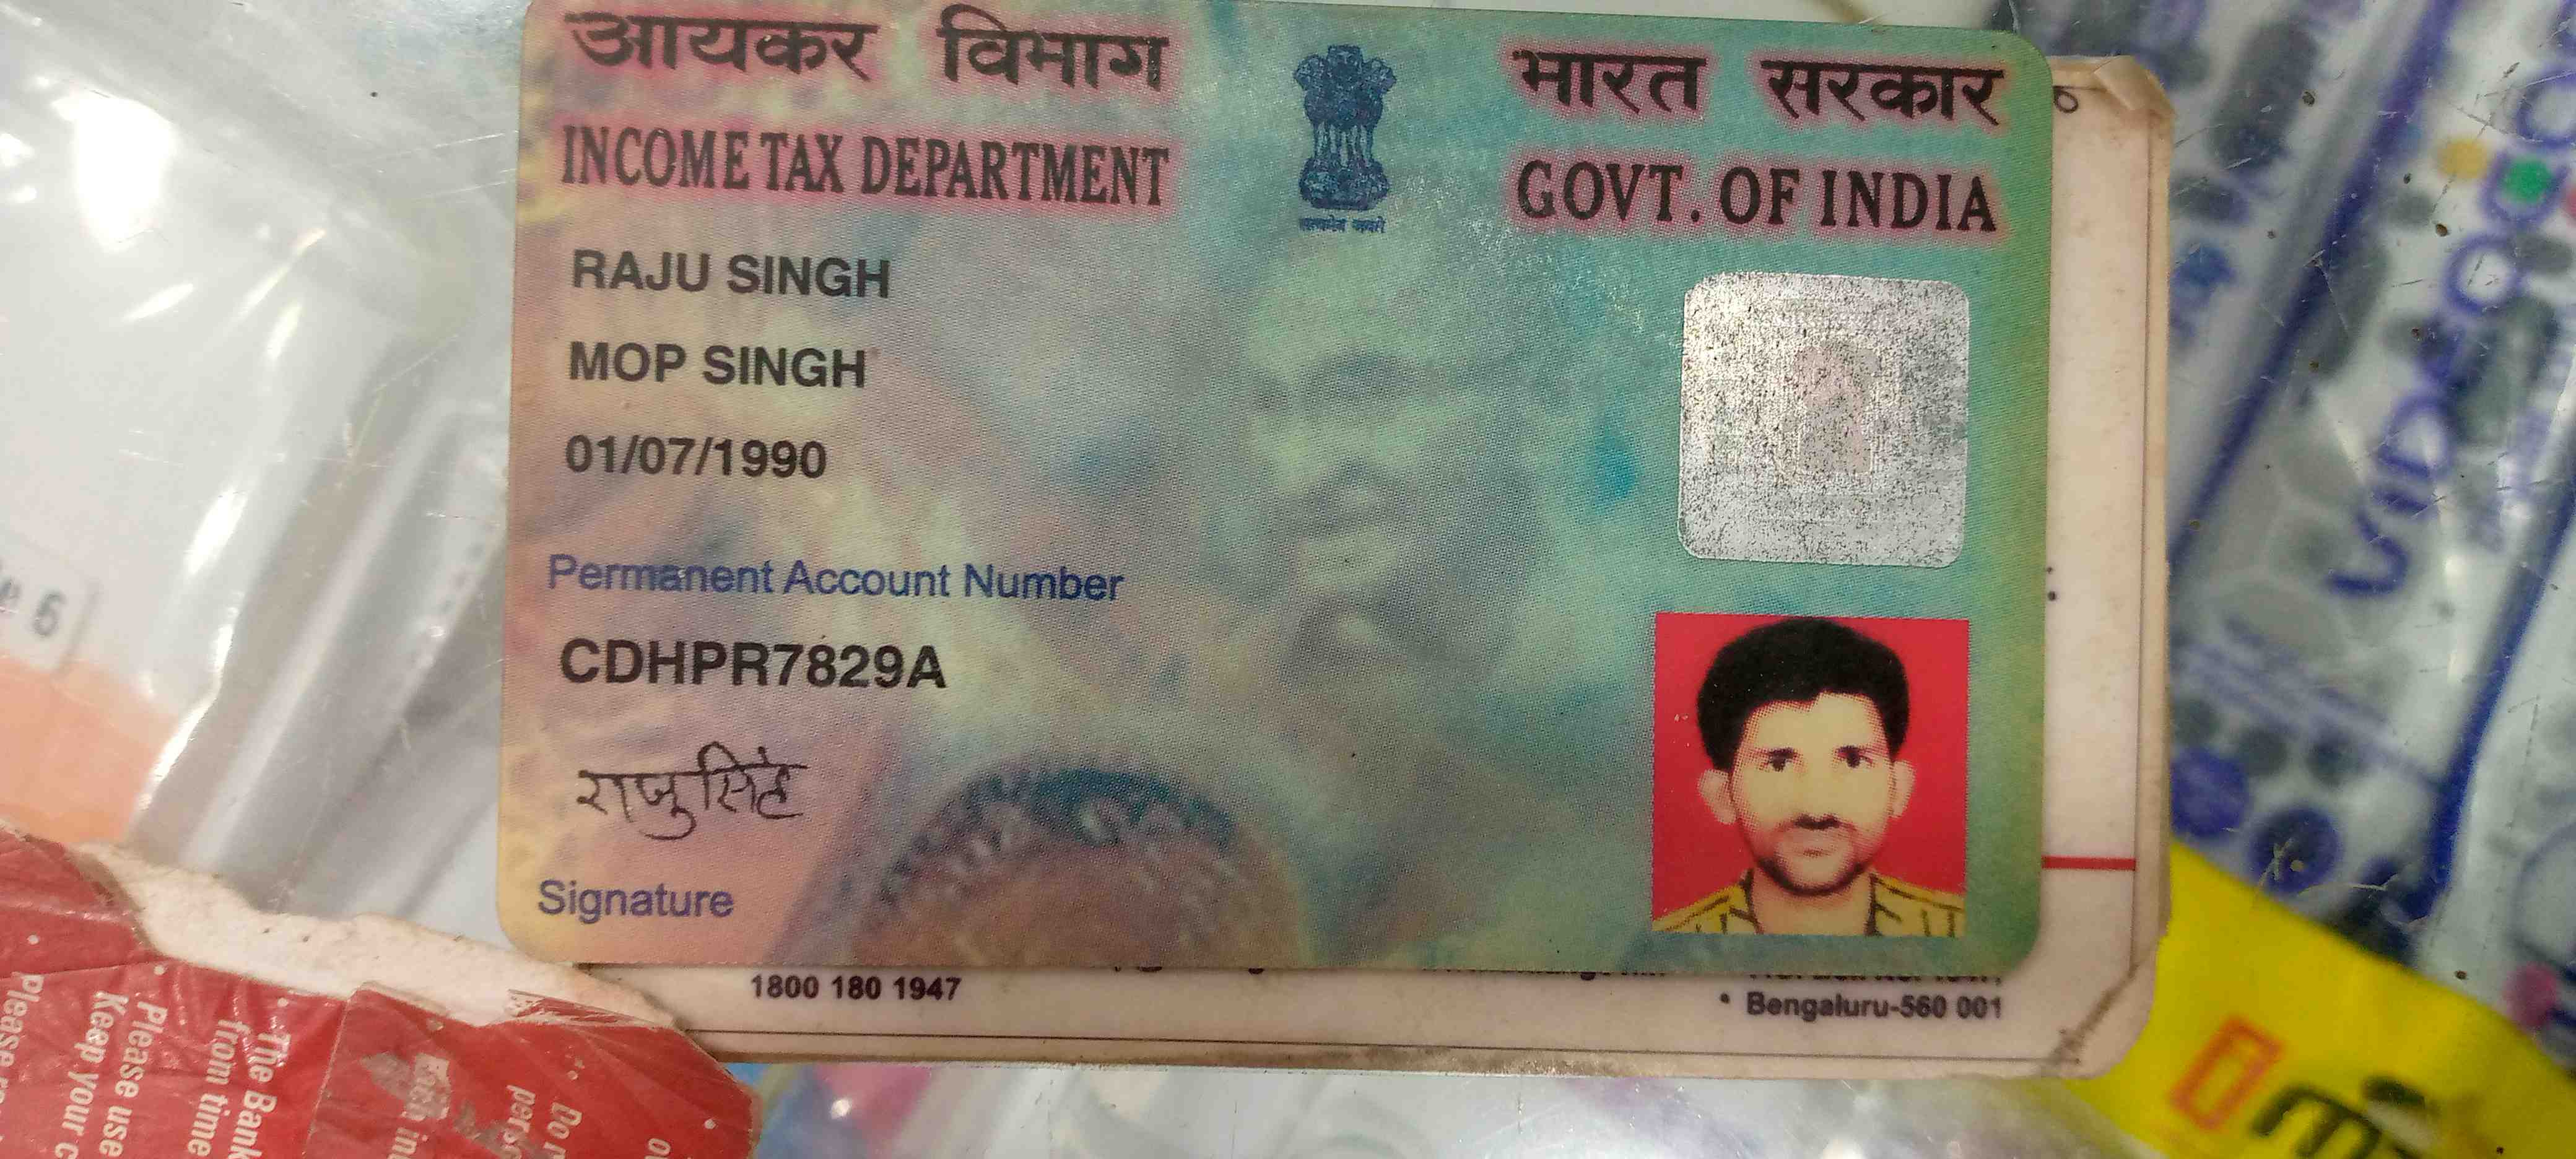 आयकर विभाग
INCOME TAX DEPARTMENT
सत्यमेव जयते
भारत सरकार
GOVT. OF INDIA
RAJU SINGH
MOP SINGH
01/07/1990
Permanent Account Number
CDHPR7829A
राजु सिंह
Signature
1800 180 1947
Bengaluru-560 001
6
VIDEOCO
The Bank
from time
Please use
Keep your c
Please
Do